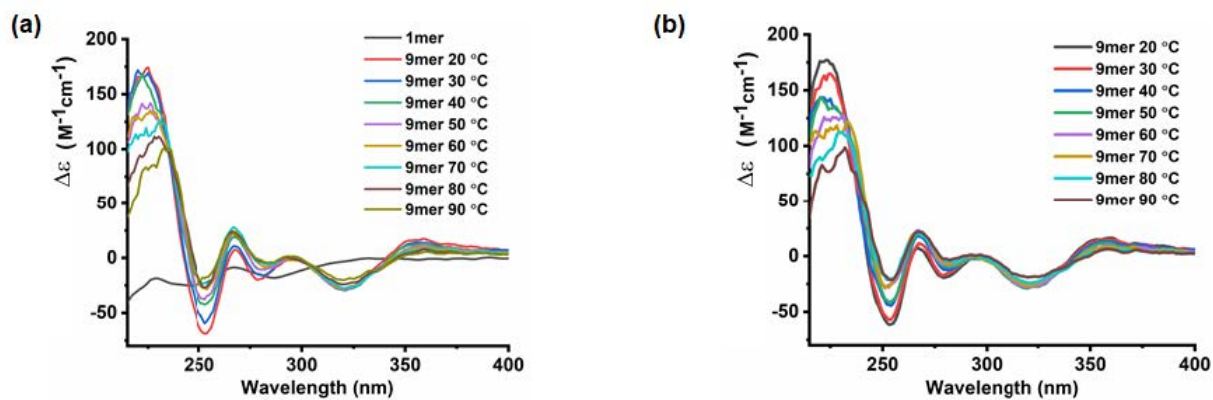 (a)
200
150
100
50
0
-50
Δε (M-1cm-1)
250
300
350
400
Wavelength (nm)
1mer
9mer 20 °C
9mer 30 °C
9mer 40 °C
9mer 50 °C
9mer 60 °C
9mer 70 °C
9mer 80 °C
9mer 90 °C
(b)
200
150
100
50
0
-50
Δε (M-1cm-1)
250
300
350
400
Wavelength (nm)
9mer 20 °C
9mer 30 °C
9mer 40 °C
9mer 50 °C
9mer 60 °C
9mer 70 °C
9mer 80 °C
9mer 90 °C